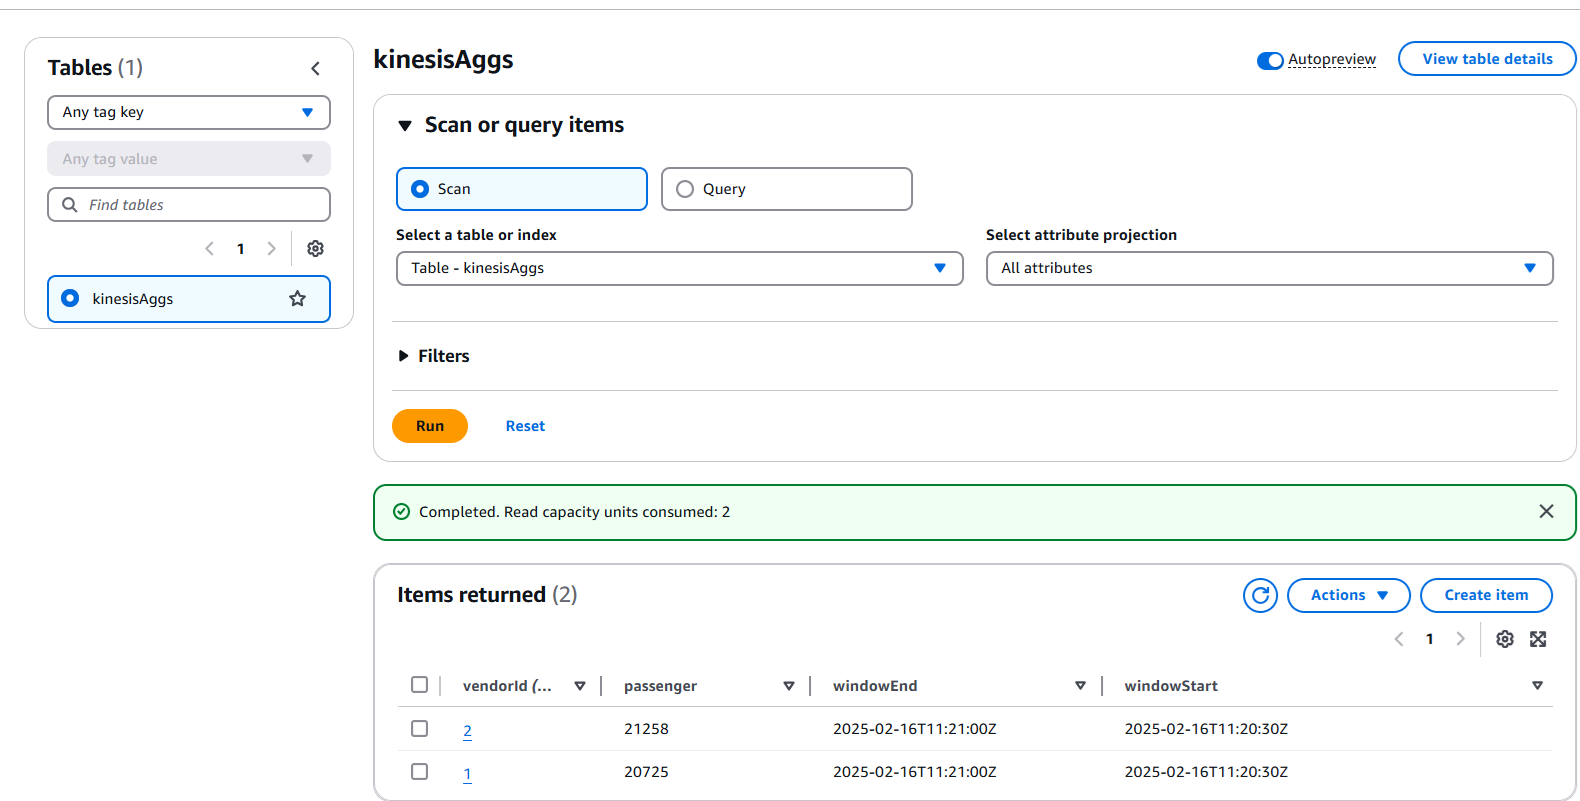 Tables (1)
Any tag key
Any tag value
Find tables
1
kinesisAggs
kinesisAggs
Autopreview
View table details
Scan or query items
Scan
Query
Select a table or index
Select attribute projection
Table - kinesisAggs
All attributes
Filters
Run
Reset
Completed. Read capacity units consumed: 2
Items returned (2)
Actions
Create item
1
vendorId (... passenger windowEnd windowStart
2 21258 2025-02-16T11:21:00Z 2025-02-16T11:20:30Z
1 20725 2025-02-16T11:21:00Z 2025-02-16T11:20:30Z